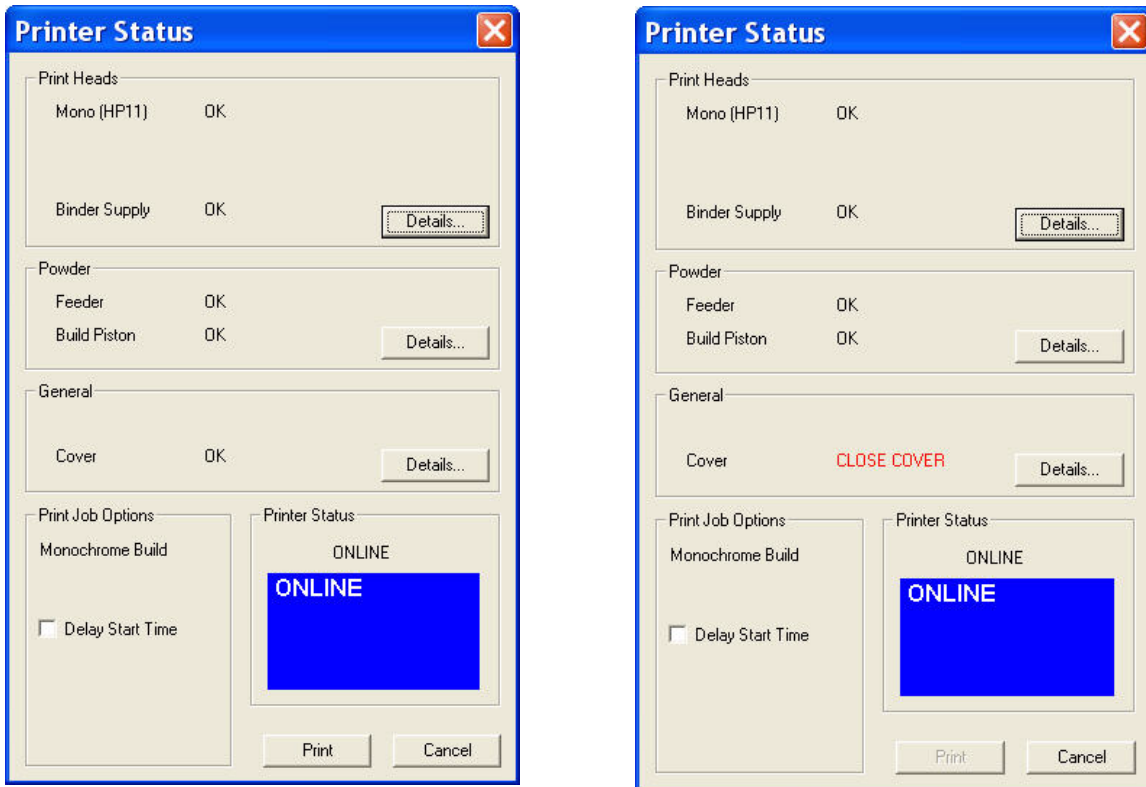 Printer Status
Print Heads
Mono (HP11) OK
Binder Supply OK
Details...
Powder
Feeder OK
Build Piston OK
Details...
General
Cover OK
Details...
Print Job Options
Monochrome Build
Delay Start Time
Printer Status
ONLINE
ONLINE
Print Cancel
Printer Status
Print Heads
Mono (HP11) OK
Binder Supply OK
Details...
Powder
Feeder OK
Build Piston OK
Details...
General
Cover CLOSE COVER
Details...
Print Job Options
Monochrome Build
Delay Start Time
Printer Status
ONLINE
ONLINE
Print Cancel